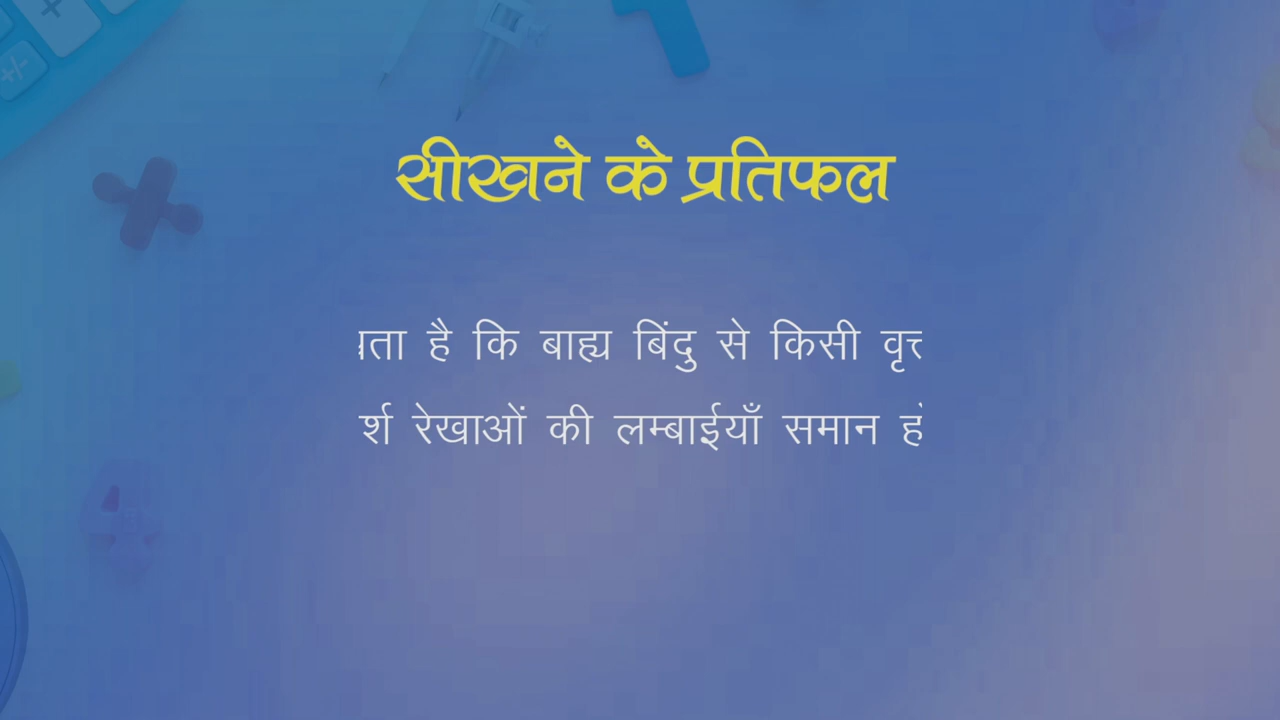 सीखने के प्रतिफल
है कि बाह्य बिंदु से किसी
रेखाओं की लम्बाईयाँ समान